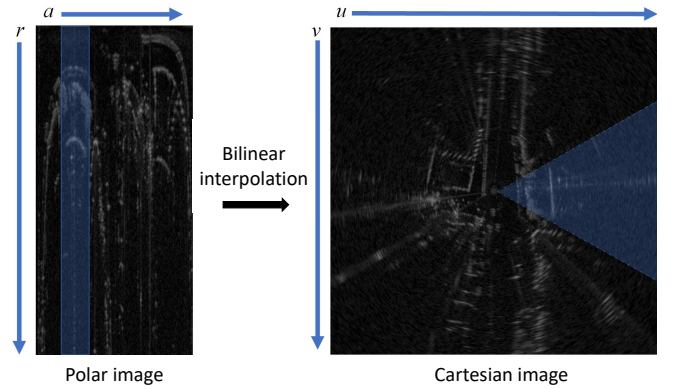 a
u
r
v
Bilinear
interpolation
Polar image
Cartesian image